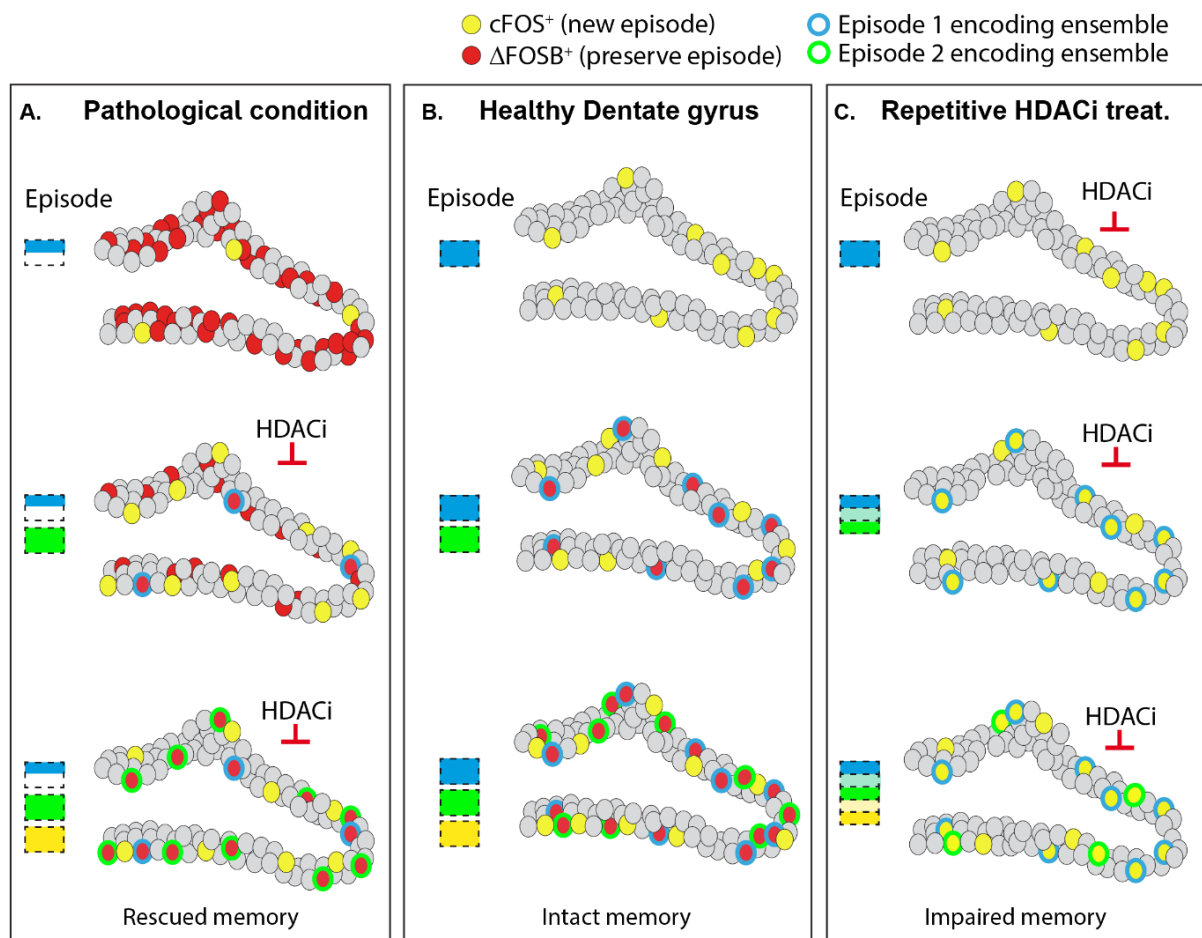 cFOS⁺ (new episode)
ΔFOSB⁺ (preserve episode)
Episode 1 encoding ensemble
Episode 2 encoding ensemble
A. Pathological condition
Episode
HDACi
HDACi
Rescued memory
B. Healthy Dentate gyrus
Episode
Intact memory
C. Repetitive HDACi treat.
Episode
HDACi
HDACi
HDACi
Impaired memory